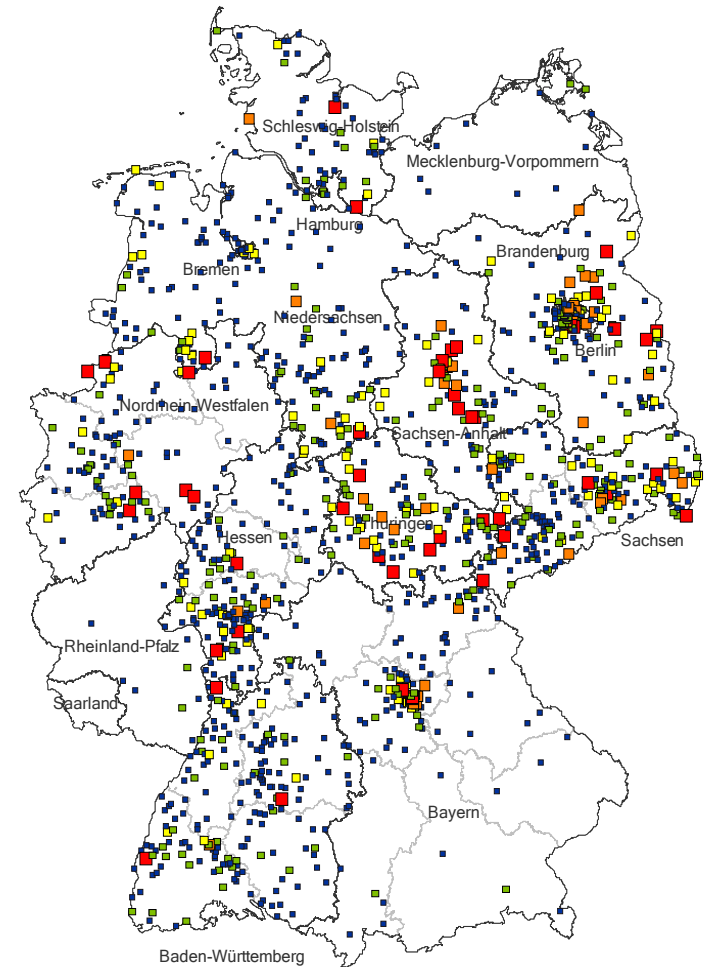 Schleswig-Holstein
Mecklenburg-Vorpommern
Hamburg
Brandenburg
Bremen
Niedersachsen
Berlin
Nordrhein-Westfalen
Sachsen-Anhalt
Thüringen
Hessen
Sachsen
Rheinland-Pfalz
Saarland
Bayern
Baden-Württemberg